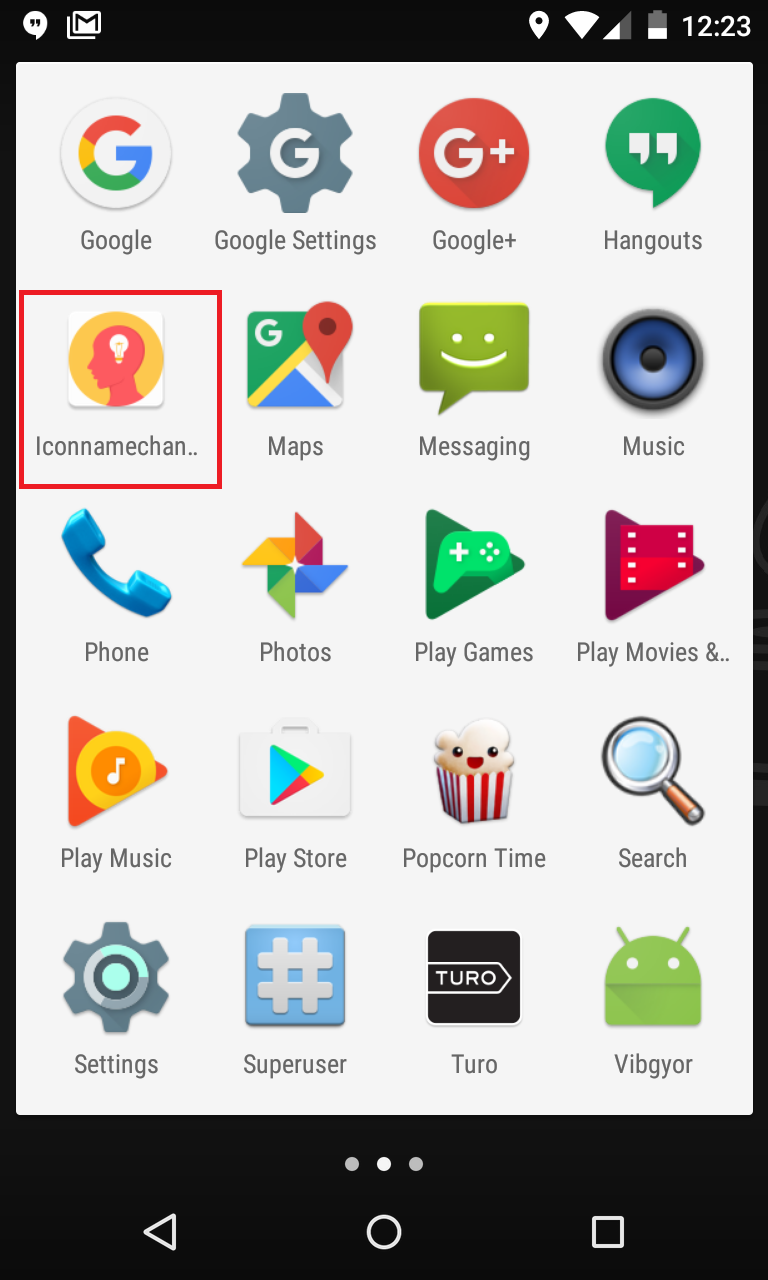 12:23
Google Google Settings Google+ Hangouts
Iconnamechan.. Maps Messaging Music
Phone Photos Play Games Play Movies &..
Play Music Play Store Popcorn Time Search
TURO
Settings Superuser Turo Vibgyor